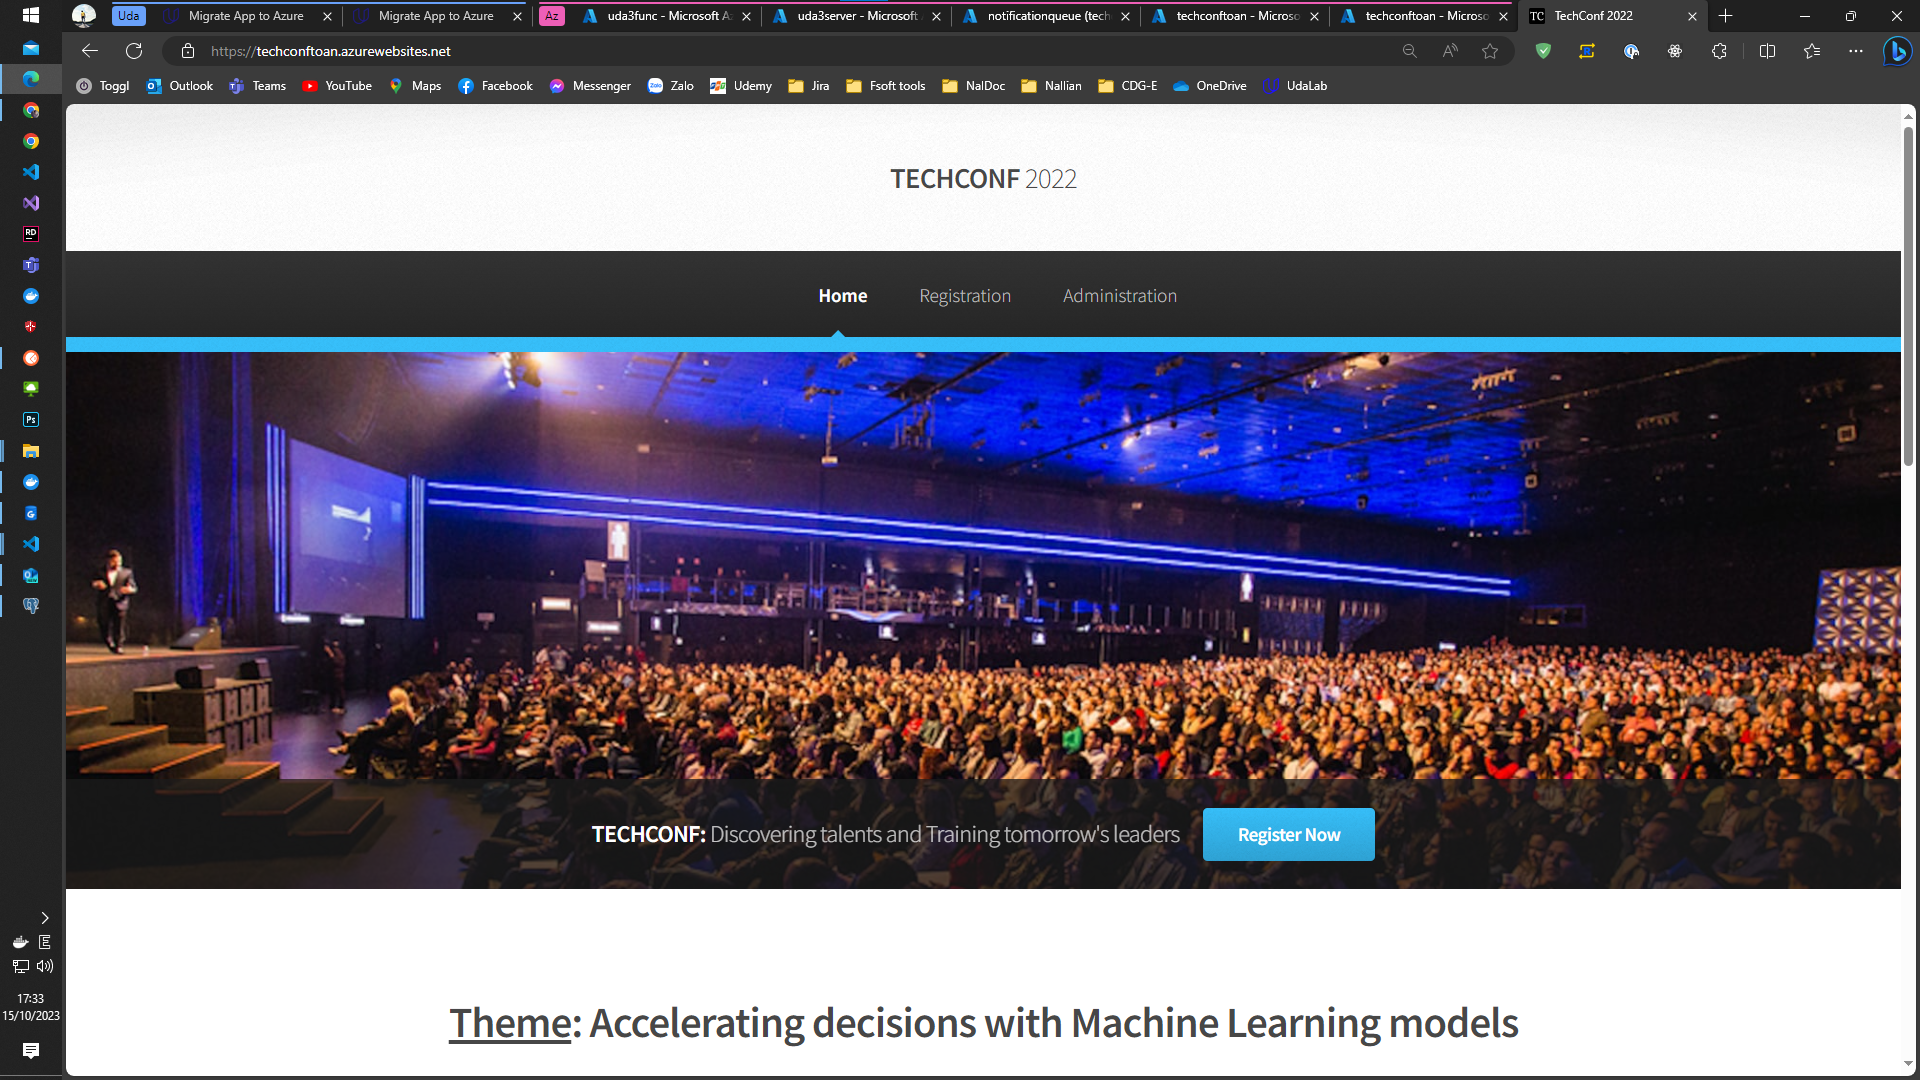 Uda
Migrate App to Azure
Migrate App to Azure
Az
uda3func - Microsoft A
uda3server - Microsoft
notificationqueue (tech
techconftoan - Microso
techconftoan - Microso
TC
TechConf 2022
https://techconftoan.azurewebsites.net
Toggl
Outlook
Teams
YouTube
Maps
Facebook
Messenger
Zalo
Udemy
Jira
Fsoft tools
NalDoc
Nallian
CDG-E
OneDrive
UdaLab
TECHCONF 2022
Home
Registration
Administration
TECHCONF: Discovering talents and Training tomorrow's leaders
Register Now
Theme: Accelerating decisions with Machine Learning models
RD
Ps
E
17:33
15/10/2023